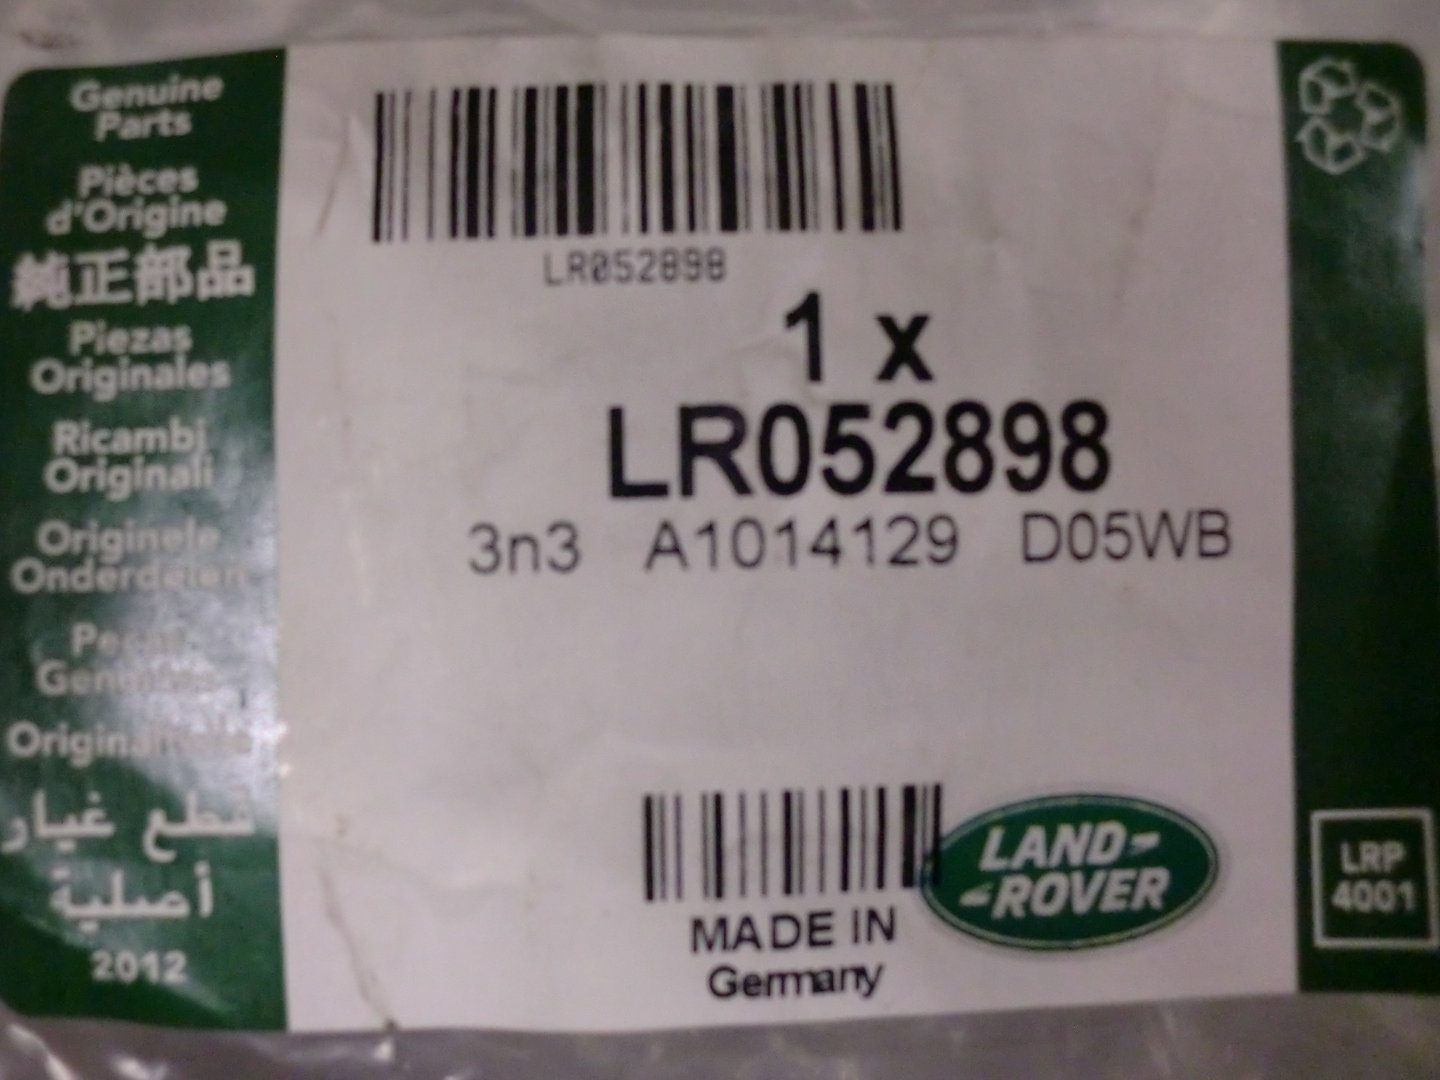 Genuine
Parts
Pièces
d'Origine
純正部品
Piezas
Originales
Ricambi
Originali
Originele
Onderdelen
Genuínas
قطع غيار
أصلية
2012
LR052898
1 x
LR052898
3n3 A1014129 D05WB
MADE IN
Germany
LAND
ROVER
LRP
4001